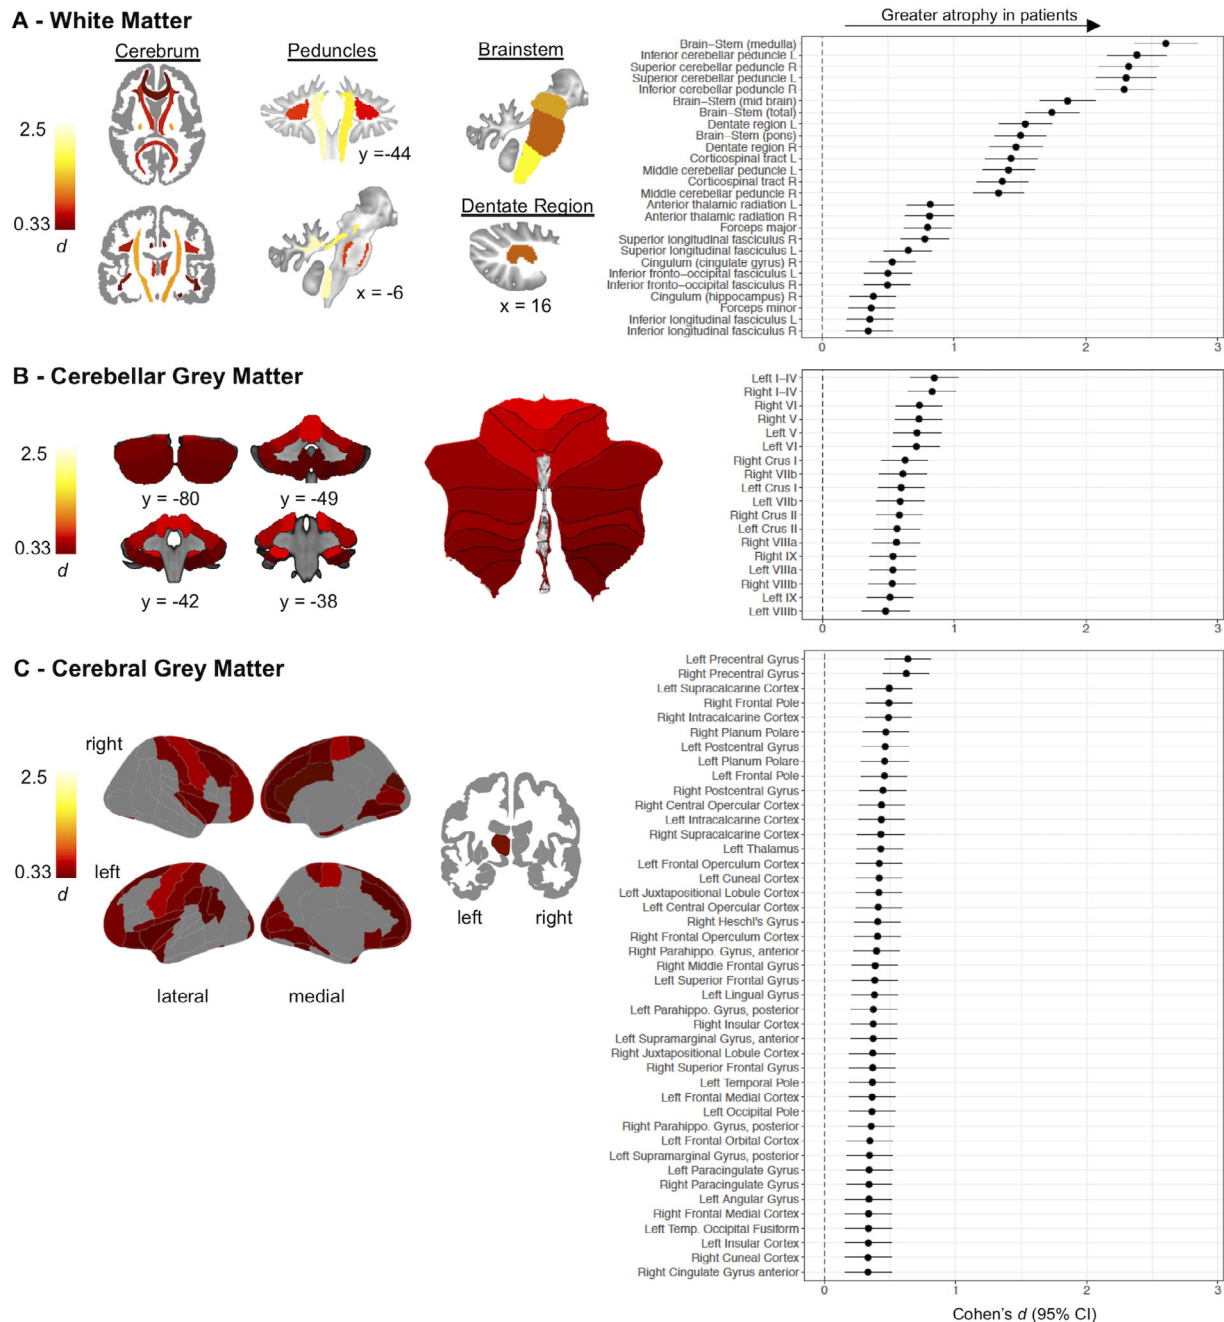 A - White Matter
Cerebrum
Peduncles
Brainstem
2.5
0.33
d
y =-44
x = -6
Dentate Region
x = 16
Greater atrophy in patients
Brain-Stem (medulla)
Inferior cerebellar peduncle L
Superior cerebellar peduncle R
Superior cerebellar peduncle L
Inferior cerebellar peduncle R
Brain-Stem (mid brain)
Brain-Stem (total)
Dentate region L
Brain-Stem (pons)
Dentate region R
Corticospinal tract L
Middle cerebellar peduncle L
Corticospinal tract R
Middle cerebellar peduncle R
Anterior thalamic radiation L
Anterior thalamic radiation R
Forceps major
Superior longitudinal fasciculus R
Superior longitudinal fasciculus L
Cingulum (cingulate gyrus) R
Inferior fronto-occipital fasciculus L
Inferior fronto-occipital fasciculus R
Cingulum (hippocampus) R
Forceps minor
Inferior longitudinal fasciculus L
Inferior longitudinal fasciculus R
0 1 2 3
B - Cerebellar Grey Matter
2.5
0.33
d
y = -80
y = -49
y = -42
y = -38
Left I-IV
Right I-IV
Right VI
Right V
Left V
Left VI
Right Crus I
Right VIIb
Left Crus I
Left VIIb
Right Crus II
Left Crus II
Right VIIIa
Right IX
Left VIIIa
Right VIIIb
Left IX
Left VIIIb
0 1 2 3
C - Cerebral Grey Matter
right
2.5
0.33
d
left
lateral
medial
left
right
Left Precentral Gyrus
Right Precentral Gyrus
Left Supracalcarine Cortex
Right Frontal Pole
Right Intracalcarine Cortex
Right Planum Polare
Left Postcentral Gyrus
Left Planum Polare
Left Frontal Pole
Right Postcentral Gyrus
Right Central Opercular Cortex
Left Intracalcarine Cortex
Right Supracalcarine Cortex
Left Thalamus
Left Frontal Operculum Cortex
Left Cuneal Cortex
Left Juxtapositional Lobule Cortex
Left Central Opercular Cortex
Right Heschl's Gyrus
Right Frontal Operculum Cortex
Right Parahippo. Gyrus, anterior
Right Middle Frontal Gyrus
Left Superior Frontal Gyrus
Left Lingual Gyrus
Left Parahippo. Gyrus, posterior
Right Insular Cortex
Left Supramarginal Gyrus, anterior
Right Juxtapositional Lobule Cortex
Right Superior Frontal Gyrus
Left Temporal Pole
Left Frontal Medial Cortex
Left Occipital Pole
Right Parahippo. Gyrus, posterior
Left Frontal Orbital Cortex
Left Supramarginal Gyrus, posterior
Left Paracingulate Gyrus
Right Paracingulate Gyrus
Left Angular Gyrus
Right Frontal Medial Cortex
Left Temp. Occipital Fusiform
Left Insular Cortex
Right Cuneal Cortex
Right Cingulate Gyrus anterior
0 1 2 3
Cohen's d (95% CI)